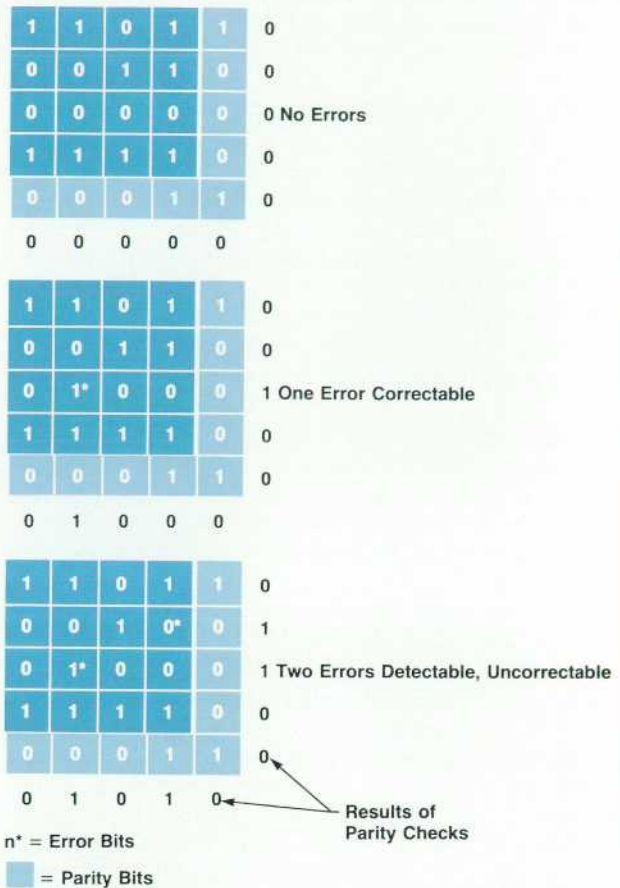 1 1 0 1 1 0
0 0 1 1 0 0
0 0 0 0 0 0 No Errors
1 1 1 1 0 0
0 0 0 1 1 0
0 0 0 0 0
1 1 0 1 1 0
0 0 1 1 0 0
0 1* 0 0 0 1 One Error Correctable
1 1 1 1 0 0
0 0 0 1 1 0
0 1 0 0 0
1 1 0 1 1 0
0 0 1 0* 0 1
0 1* 0 0 0 1 Two Errors Detectable, Uncorrectable
1 1 1 1 0 0
0 0 0 1 1 0
0 1 0 1 0
Results of
Parity Checks
n* = Error Bits
= Parity Bits